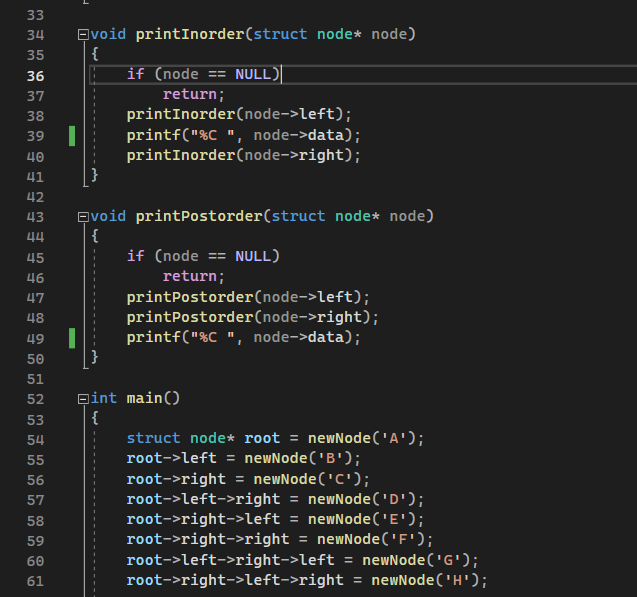 33
34 void printInorder(struct node* node)
35 {
36 if (node == NULL)
37 return;
38 printInorder(node->left);
39 printf("%C ", node->data);
40 printInorder(node->right);
41 }
42
43 void printPostorder(struct node* node)
44 {
45 if (node == NULL)
46 return;
47 printPostorder(node->left);
48 printPostorder(node->right);
49 printf("%C ", node->data);
50 }
51
52 int main()
53 {
54 struct node* root = newNode('A');
55 root->left = newNode('B');
56 root->right = newNode('C');
57 root->left->right = newNode('D');
58 root->right->left = newNode('E');
59 root->right->right = newNode('F');
60 root->left->right->left = newNode('G');
61 root->right->left->right = newNode('H');